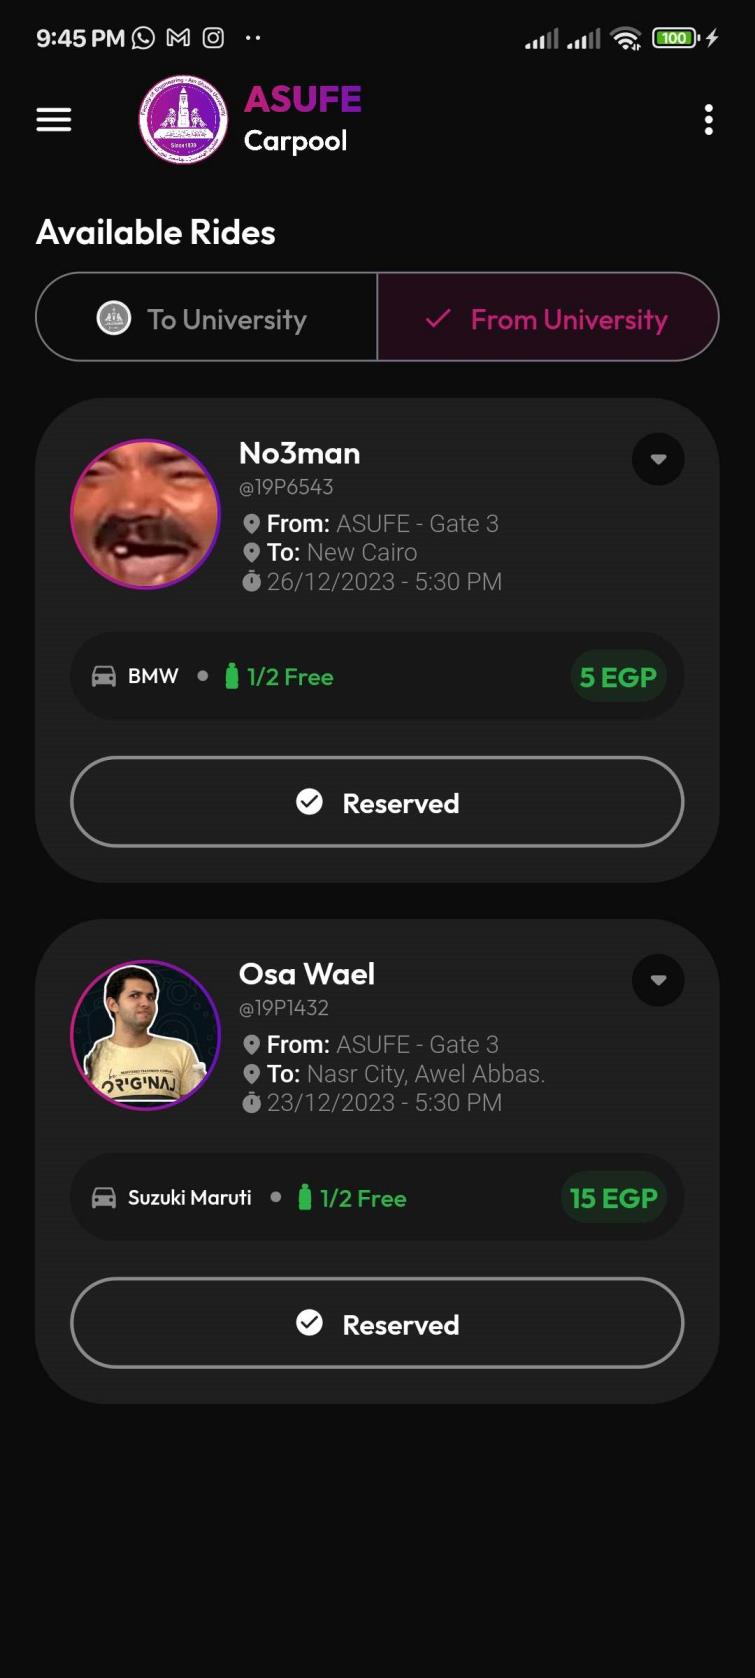 9:45 PM
100
ASUFE
Carpool
Since 1839
Available Rides
To University
From University
No3man
@19P6543
From: ASUFE - Gate 3
To: New Cairo
26/12/2023 - 5:30 PM
BMW • 1/2 Free
5 EGP
Reserved
Osa Wael
@19P1432
From: ASUFE - Gate 3
To: Nasr City, Awel Abbas.
23/12/2023 - 5:30 PM
ORIGINAL
Suzuki Maruti • 1/2 Free
15 EGP
Reserved